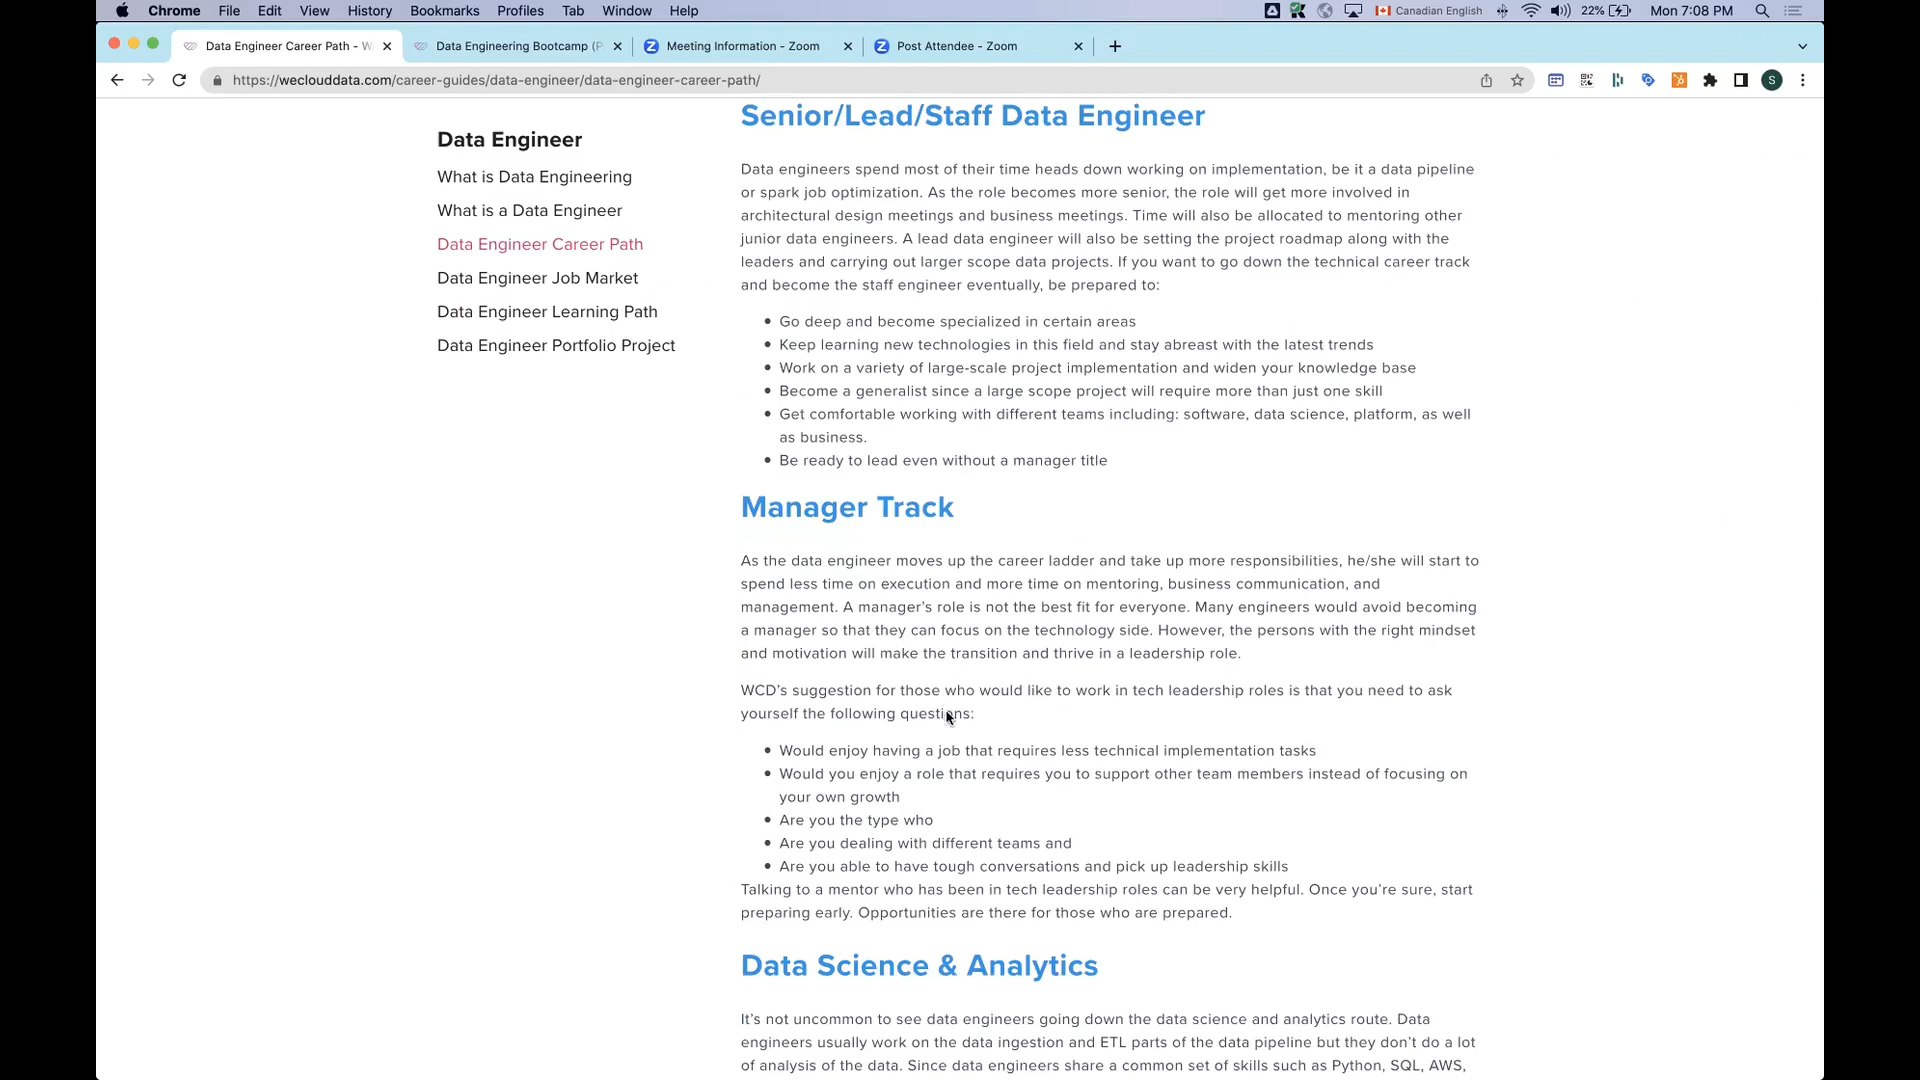 Chrome File Edit View History Bookmarks Profiles Tab Window Help Canadian English 22% Mon 7:08 PM
Data Engineer Career Path - W Data Engineering Bootcamp (P Meeting Information - Zoom Post Attendee - Zoom
https://weclouddata.com/career-guides/data-engineer/data-engineer-career-path/ S
Data Engineer
What is Data Engineering
What is a Data Engineer
Data Engineer Career Path
Data Engineer Job Market
Data Engineer Learning Path
Data Engineer Portfolio Project
Senior/Lead/Staff Data Engineer
Data engineers spend most of their time heads down working on implementation, be it a data pipeline
or spark job optimization. As the role becomes more senior, the role will get more involved in
architectural design meetings and business meetings. Time will also be allocated to mentoring other
junior data engineers. A lead data engineer will also be setting the project roadmap along with the
leaders and carrying out larger scope data projects. If you want to go down the technical career track
and become the staff engineer eventually, be prepared to:
• Go deep and become specialized in certain areas
• Keep learning new technologies in this field and stay abreast with the latest trends
• Work on a variety of large-scale project implementation and widen your knowledge base
• Become a generalist since a large scope project will require more than just one skill
• Get comfortable working with different teams including: software, data science, platform, as well
as business.
• Be ready to lead even without a manager title
Manager Track
As the data engineer moves up the career ladder and take up more responsibilities, he/she will start to
spend less time on execution and more time on mentoring, business communication, and
management. A manager's role is not the best fit for everyone. Many engineers would avoid becoming
a manager so that they can focus on the technology side. However, the persons with the right mindset
and motivation will make the transition and thrive in a leadership role.
WCD's suggestion for those who would like to work in tech leadership roles is that you need to ask
yourself the following questions:
• Would enjoy having a job that requires less technical implementation tasks
• Would you enjoy a role that requires you to support other team members instead of focusing on
your own growth
• Are you the type who
• Are you dealing with different teams and
• Are you able to have tough conversations and pick up leadership skills
Talking to a mentor who has been in tech leadership roles can be very helpful. Once you're sure, start
preparing early. Opportunities are there for those who are prepared.
Data Science & Analytics
It's not uncommon to see data engineers going down the data science and analytics route. Data
engineers usually work on the data ingestion and ETL parts of the data pipeline but they don't do a lot
of analysis of the data. Since data engineers share a common set of skills such as Python, SQL, AWS,